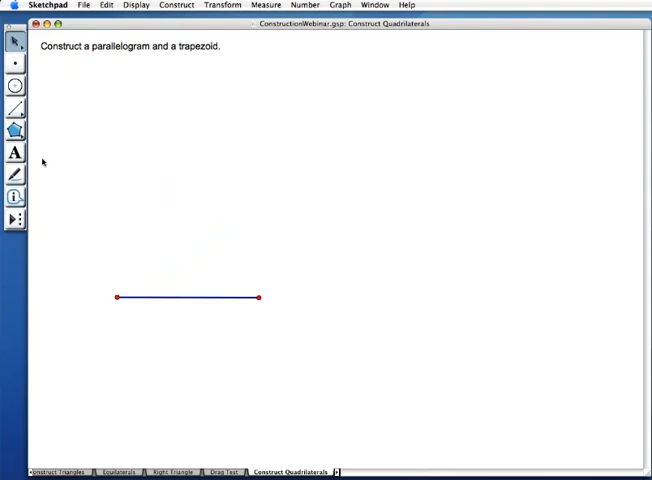 Sketchpad File Edit Display Construct Transform Measure Number Graph Window Help
ConstructionWebinar.gsp: Construct Quadrilaterals
Construct a parallelogram and a trapezoid.
A
onstruct Triangles Equilaterals Right Triangle Drag Test Construct Quadrilaterals